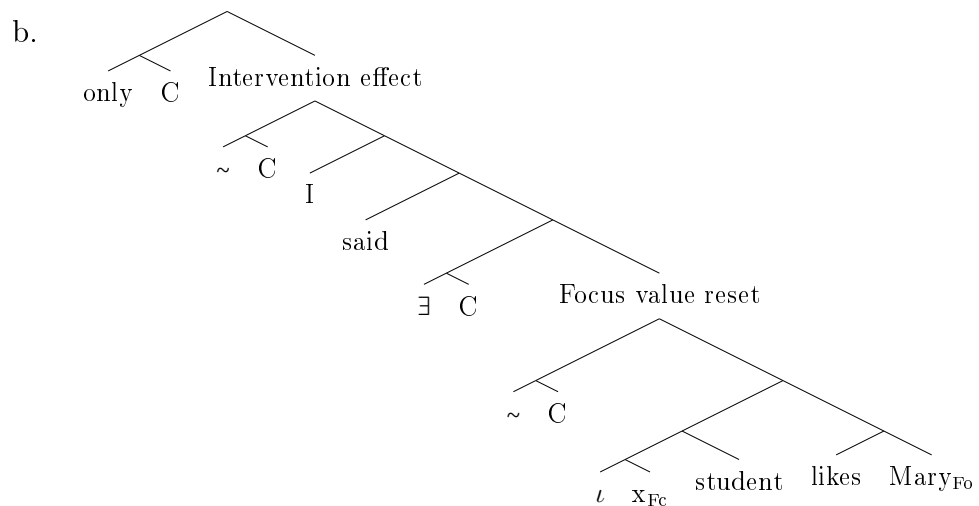 b.
only C Intervention effect
~ C
I
said
∃ C Focus value reset
~ C
ι x_Fc student likes Mary_Fo